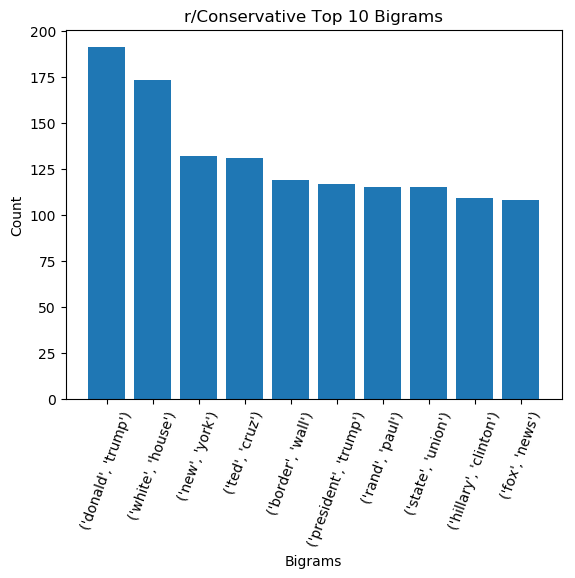 r/Conservative Top 10 Bigrams
200
175
150
125
100
75
50
25
0
Count
('donald', 'trump')
('white', 'house')
('new', 'york')
('ted', 'cruz')
('border', 'wall')
('president', 'trump')
('rand', 'paul')
('state', 'union')
('hillary', 'clinton')
('fox', 'news')
Bigrams